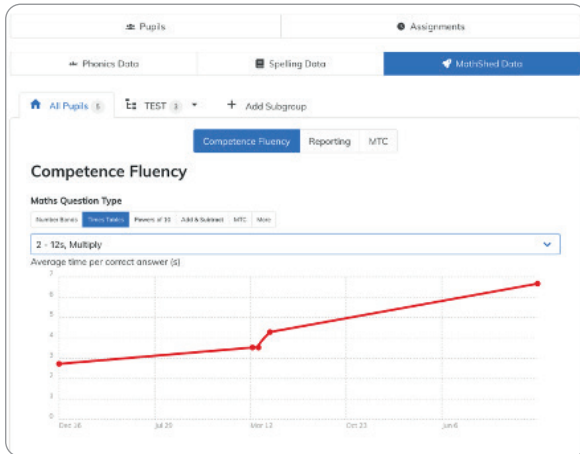 Pupils
Assignments
Phonics Data
Spelling Data
MathShed Data
All Pupils 5
TEST 3
+ Add Subgroup
Competence Fluency
Reporting
MTC
Competence Fluency
Maths Question Type
Number Bonds
Times Tables
Powers of 10
Add & Subtract
MTC
More
2 - 12s, Multiply
Average time per correct answer (s)
7
6
5
4
3
2
1
0
Dec 16
Jul 20
Mar 12
Oct 23
Jun 6